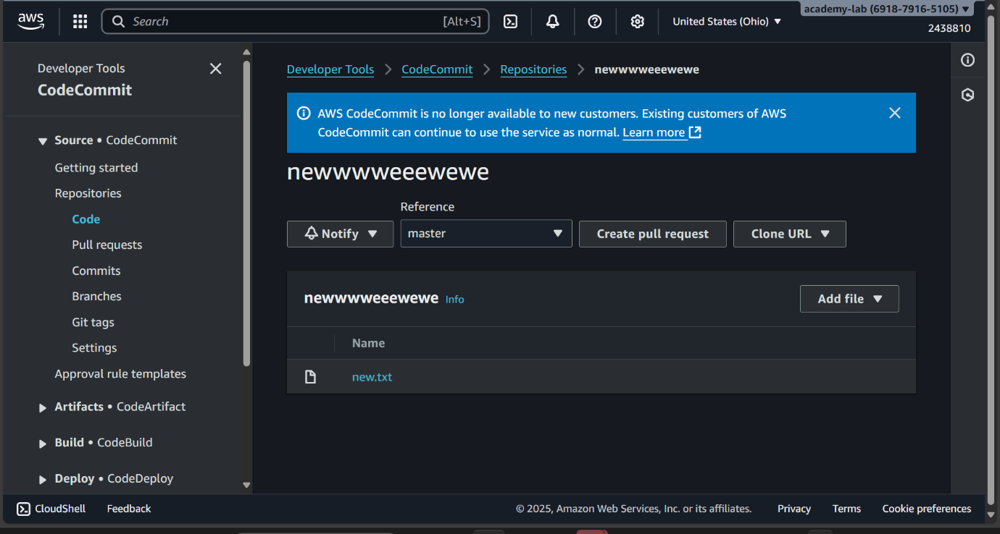 aws
Search [Alt+S]
United States (Ohio)
academy-lab (6918-7916-5105)
2438810
Developer Tools
CodeCommit
Source • CodeCommit
Getting started
Repositories
Code
Pull requests
Commits
Branches
Git tags
Settings
Approval rule templates
Artifacts • CodeArtifact
Build • CodeBuild
Deploy • CodeDeploy
Developer Tools > CodeCommit > Repositories > newwwweeewewe
AWS CodeCommit is no longer available to new customers. Existing customers of AWS
CodeCommit can continue to use the service as normal. Learn more
newwwweeewewe
Reference
Notify
master
Create pull request
Clone URL
newwwweeewewe Info
Add file
Name
new.txt
CloudShell
Feedback
© 2025, Amazon Web Services, Inc. or its affiliates.
Privacy
Terms
Cookie preferences